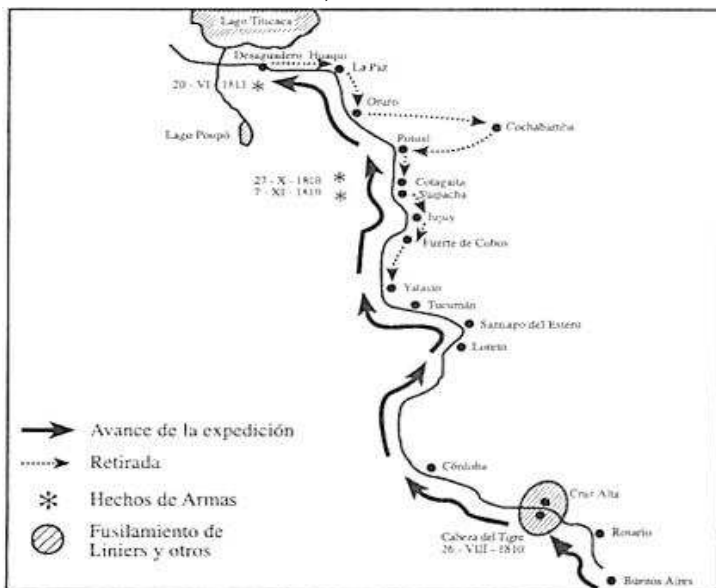 Lago Titicaca
Desaguadero Huaqui
La Paz
20 - VI - 1811
Oruro
Lago Poopó
Cochabamba
Potosí
27 - X - 1810
7 - XI - 1810
Cotagaita
Suipacha
Jujuy
Fuerte de Cobos
Yatasto
Tucumán
Santiago del Estero
Loreto
Avance de la expedición
Retirada
Hechos de Armas
Fusilamiento de
Liniers y otros
Córdoba
Cruz Alta
Cabeza del Tigre
26 - VIII - 1810
Rosario
Buenos Aires